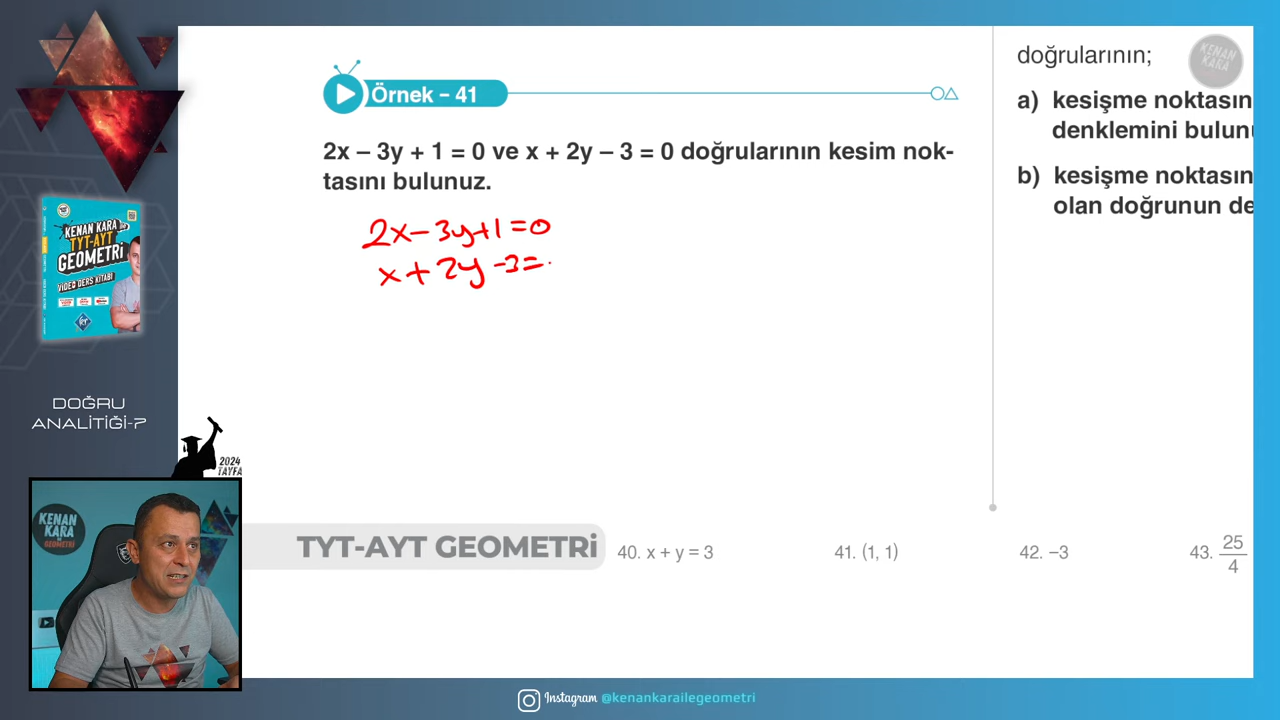 KENAN KARA
TYT-AYT
GEOMETRİ
VİDEO DERS KİTABI
DOĞRU
ANALİTİĞİ-7
2024
TAYFA
KENAN
KARA
GEOMETRİ
Örnek – 41
2x – 3y + 1 = 0 ve x + 2y – 3 = 0 doğrularının kesim nok-
tasını bulunuz.
2x – 3y + 1 = 0
x + 2y – 3 =
KENAN
KARA
doğrularının;
a) kesişme noktasın
denklemini bulunu
b) kesişme noktasın
olan doğrunun de
TYT-AYT GEOMETRİ
40. x + y = 3
41. (1, 1)
42. –3
43. 25/4
Instagram @kenankarailegeometri